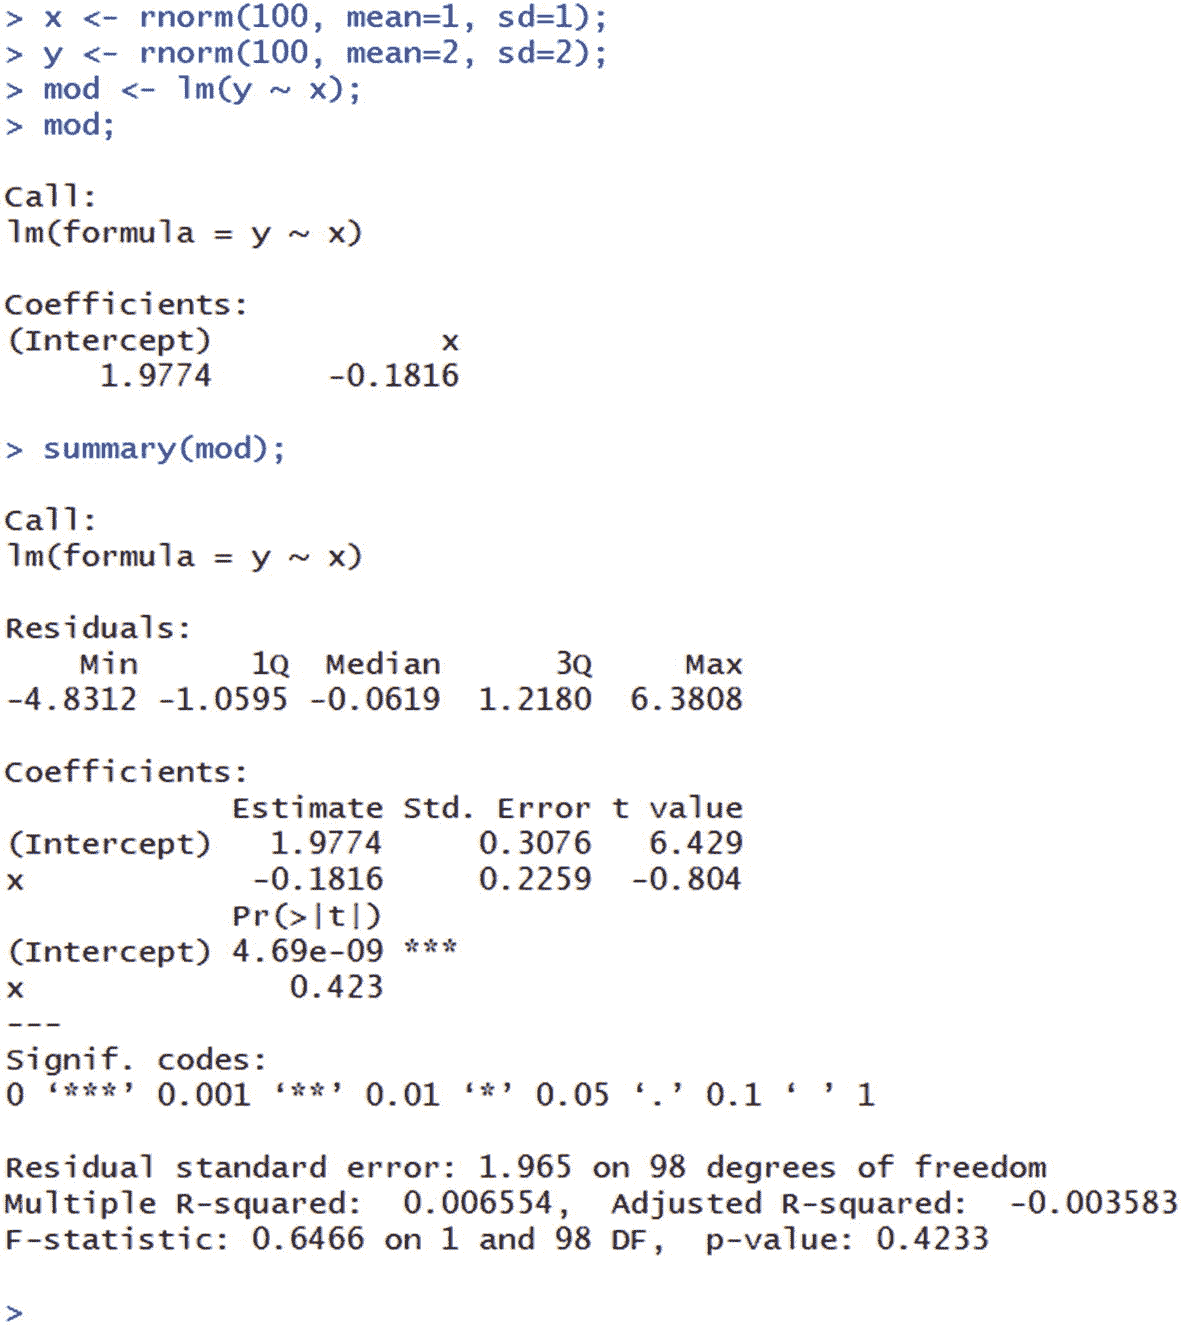 > x <- rnorm(100, mean=1, sd=1);
> y <- rnorm(100, mean=2, sd=2);
> mod <- lm(y ~ x);
> mod;
Call:
lm(formula = y ~ x)
Coefficients:
(Intercept)            x
     1.9774      -0.1816
> summary(mod);
Call:
lm(formula = y ~ x)
Residuals:
    Min      1Q  Median      3Q     Max
-4.8312 -1.0595 -0.0619  1.2180  6.3808
Coefficients:
            Estimate Std. Error t value
(Intercept)   1.9774     0.3076   6.429
x            -0.1816     0.2259  -0.804
            Pr(>|t|)
(Intercept) 4.69e-09 ***
x              0.423
---
Signif. codes:
0 ‘***’ 0.001 ‘**’ 0.01 ‘*’ 0.05 ‘.’ 0.1 ‘ ’ 1
Residual standard error: 1.965 on 98 degrees of freedom
Multiple R-squared:  0.006554,  Adjusted R-squared:  -0.003583
F-statistic: 0.6466 on 1 and 98 DF,  p-value: 0.4233
>